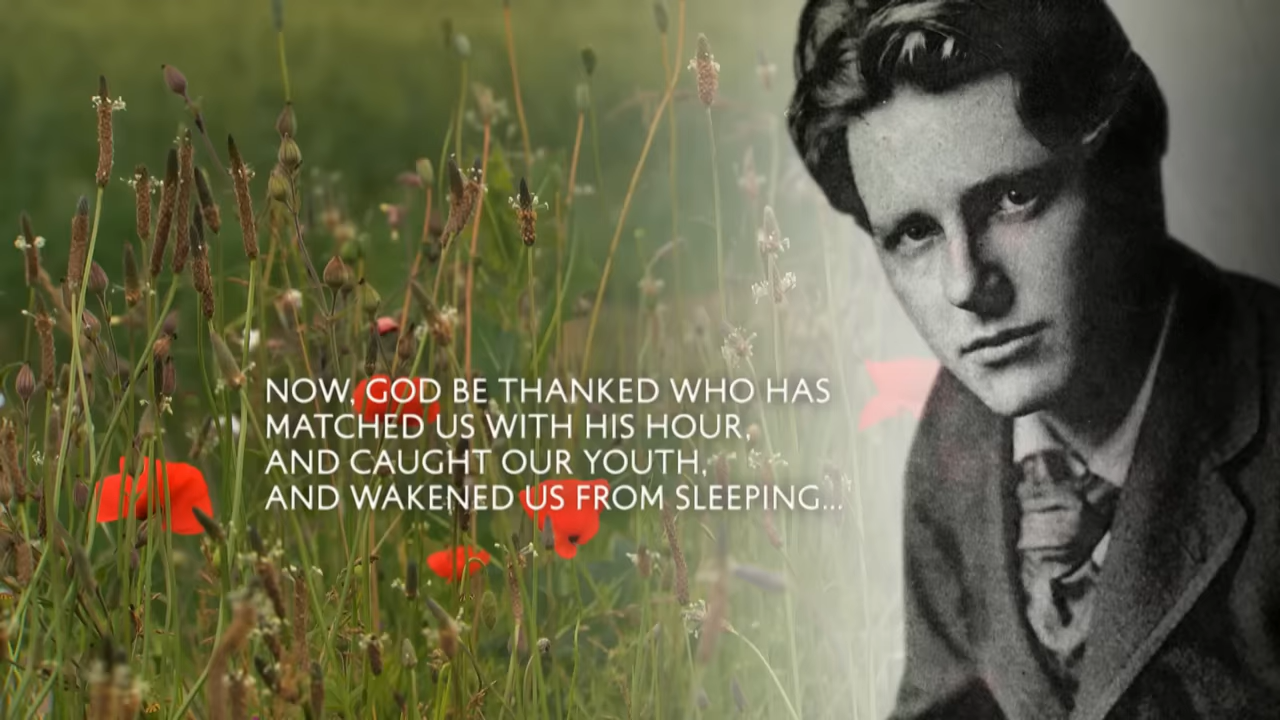 NOW, GOD BE THANKED WHO HAS
MATCHED US WITH HIS HOUR,
AND CAUGHT OUR YOUTH,
AND WAKENED US FROM SLEEPING...